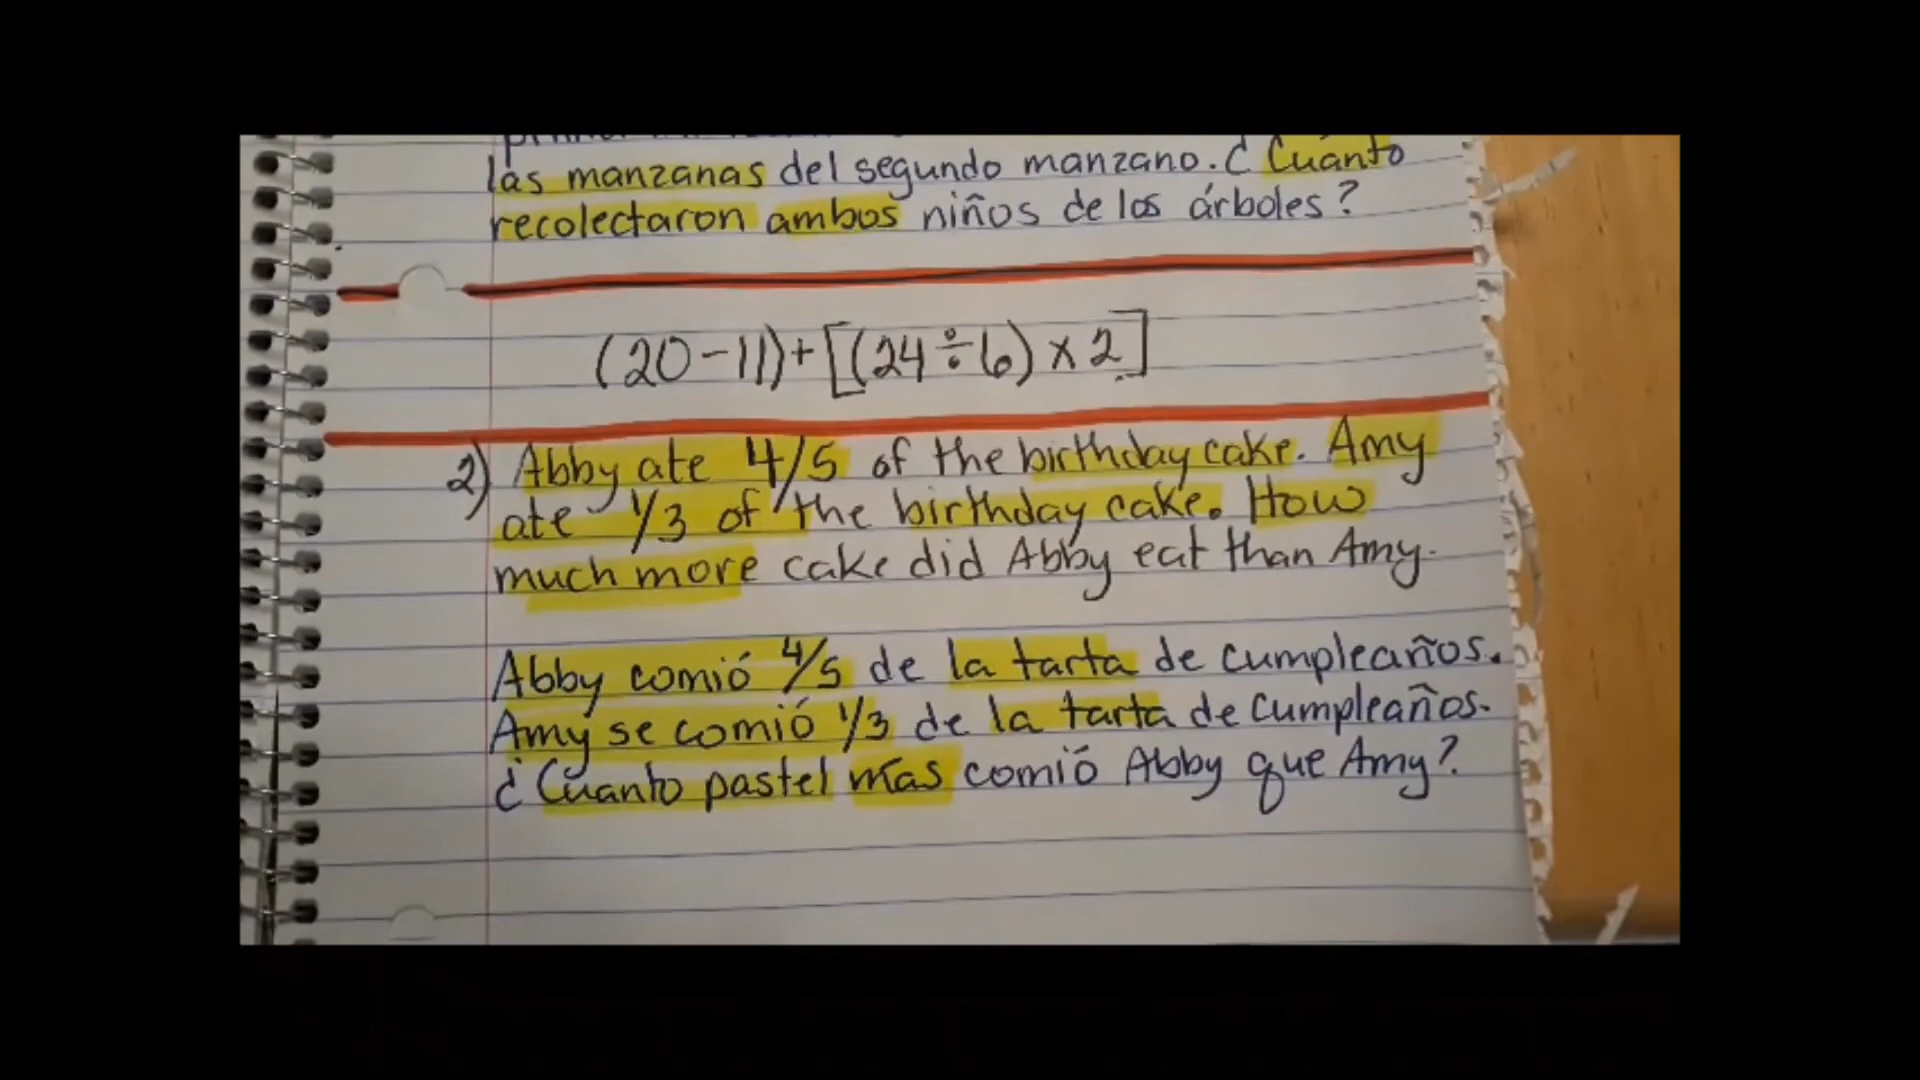 las manzanas del segundo manzano. ¿Cuánto
recolectaron ambos niños de los árboles?
(20-11)+[(24÷6)x2]
2) Abby ate 4/5 of the birthday cake. Amy
ate 1/3 of the birthday cake. How
much more cake did Abby eat than Amy.
Abby comió 4/5 de la tarta de cumpleaños.
Amy se comió 1/3 de la tarta de cumpleaños.
¿Cuánto pastel mas comió Abby que Amy?